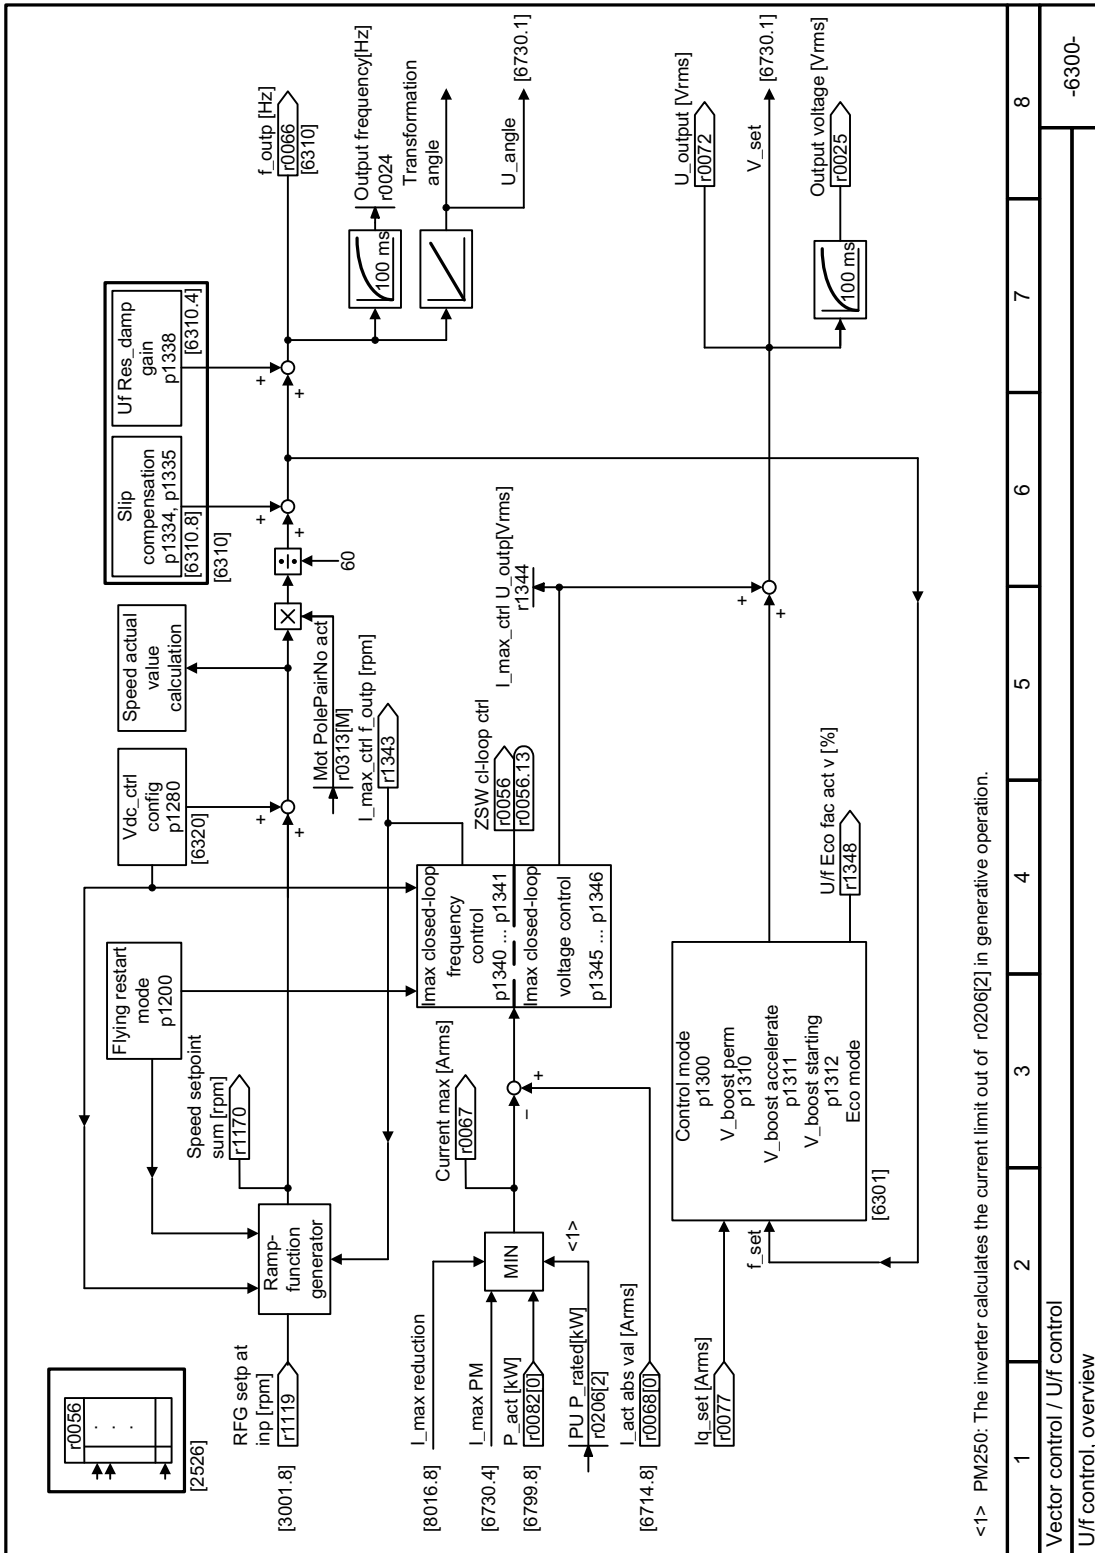 r0056
. . .
[2526]
RFG setp at
inp [rpm]
r1119
[3001.8]
Ramp-
function
generator
Speed setpoint
sum [rpm]
r1170
Flying restart
mode
p1200
Vdc_ctrl
config
p1280
[6320]
+
+
Speed actual
value
calculation
Mot PolePairNo act
r0313[M]
60
Slip
compensation
p1334, p1335
[6310.8]
[6310]
+
+
Uf Res_damp
gain
p1338
[6310.4]
+
+
f_outp [Hz]
r0066
[6310]
100 ms
Output frequency[Hz]
r0024
Transformation
angle
U_angle
[6730.1]
I_max reduction
[8016.8]
I_max PM
[6730.4]
P_act [kW]
r0082[0]
[6799.8]
PU P_rated[kW]
r0206[2]
<1>
I_act abs val [Arms]
r0068[0]
[6714.8]
MIN
Current max [Arms]
r0067
–
+
Imax closed-loop
frequency
control
p1340 ... p1341
Imax closed-loop
voltage control
p1345 ... p1346
I_max_ctrl f_outp [rpm]
r1343
ZSW cl-loop ctrl
r0056
r0056.13
I_max_ctrl U_outp[Vrms]
r1344
+
+
Iq_set [Arms]
r0077
f_set
Control mode
p1300
V_boost perm
p1310
V_boost accelerate
p1311
V_boost starting
p1312
Eco mode
[6301]
U/f Eco fac act v [%]
r1348
U_output [Vrms]
r0072
V_set
[6730.1]
Output voltage [Vrms]
r0025
100 ms
<1> PM250: The inverter calculates the current limit out of r0206[2] in generative operation.
1 2 3 4 5 6 7 8
Vector control / U/f control
U/f control, overview
-6300-